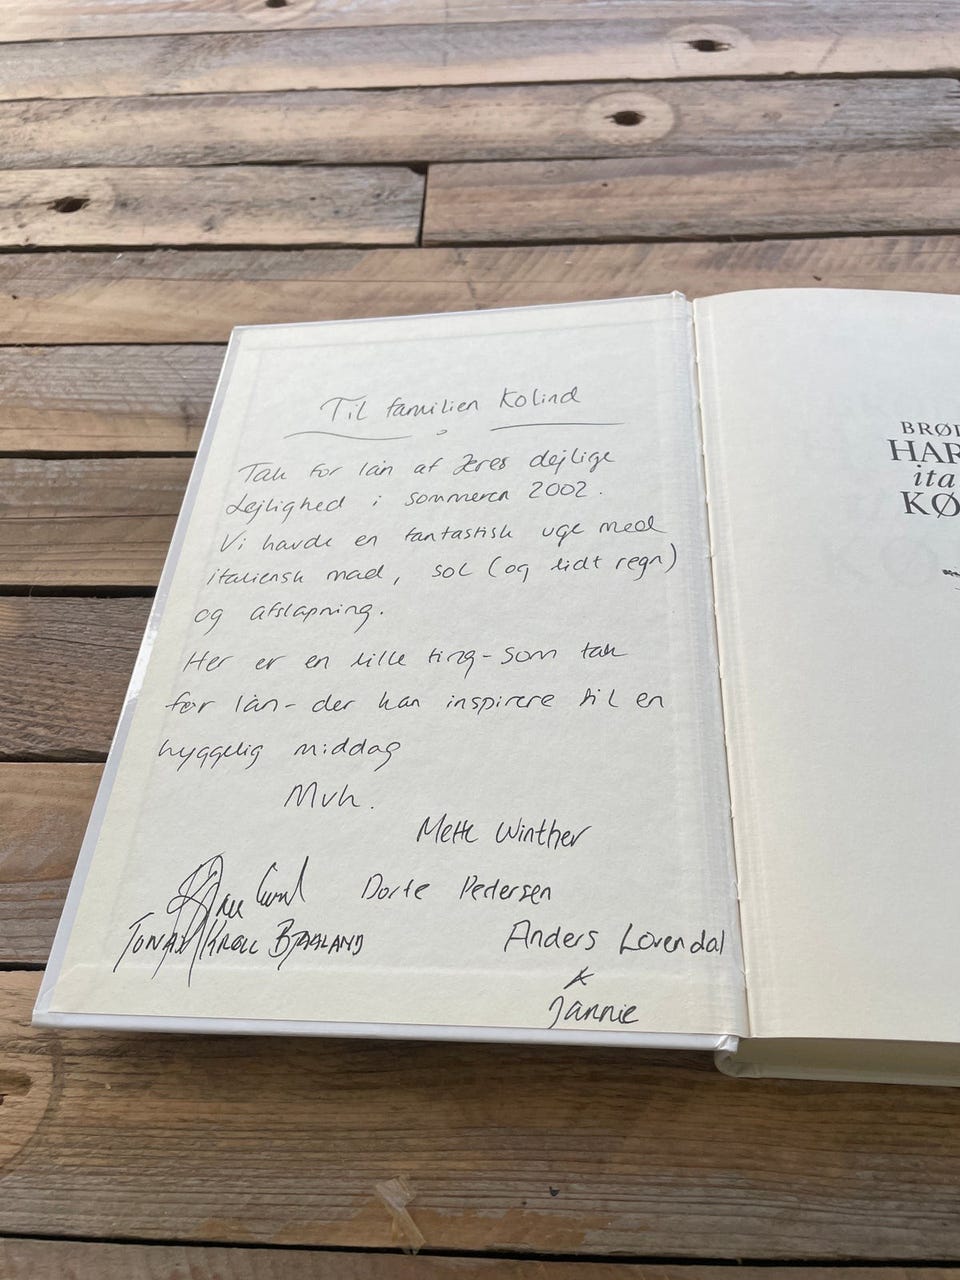 Til familien Kolind
Tak for lån af Jeres dejlige
Lejlighed i sommeren 2002.
Vi havde en fantastisk uge med
italiensk mad, sol (og lidt regn)
og afslapning.
Her er en lille ting - som tak
for lån - der kan inspirere til en
hyggelig middag
Mvh.
Mette Winther
Dorte Pedersen
Anders Lovendal
&
Jannie
BRØD
HAR
ita
KØ